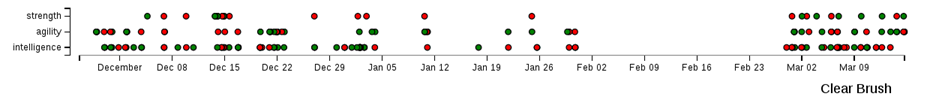 strength
agility
intelligence
December Dec 08 Dec 15 Dec 22 Dec 29 Jan 05 Jan 12 Jan 19 Jan 26 Feb 02 Feb 09 Feb 16 Feb 23 Mar 02 Mar 09
Clear Brush